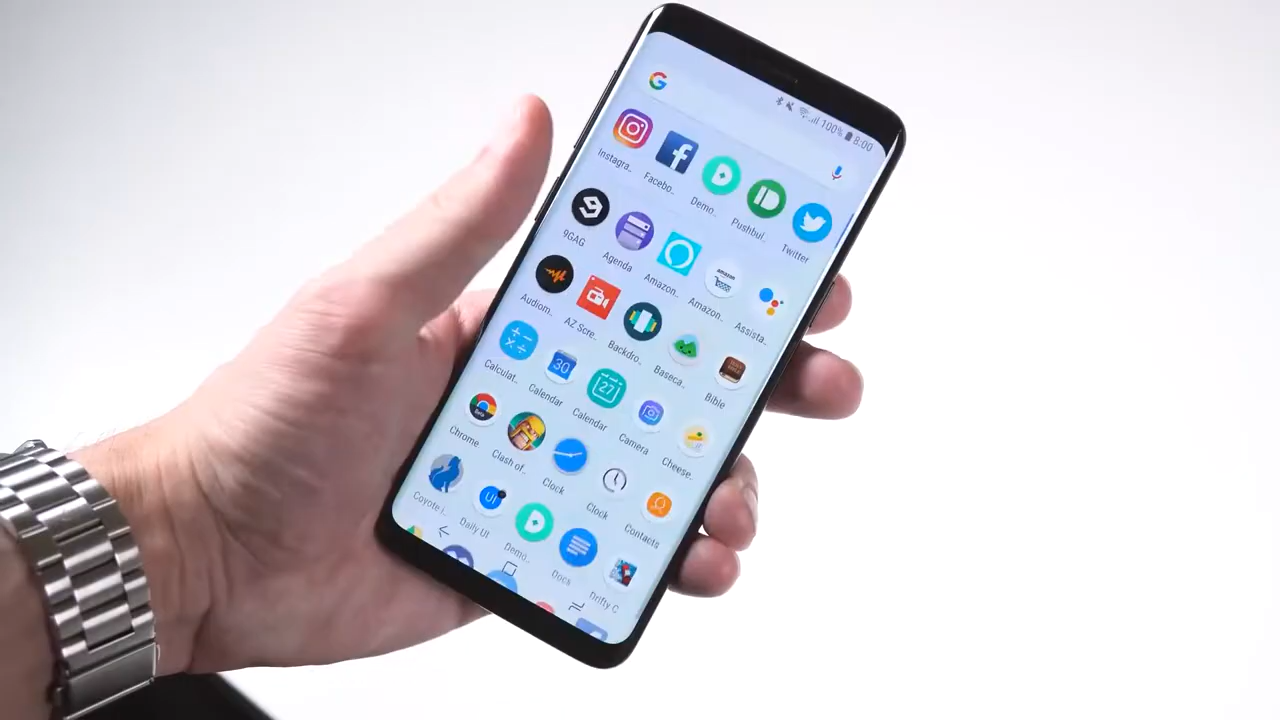 G
100% 8:00
Instagra.. Facebo.. Demo.. Pushbul.. Twitter
9GAG Agenda Amazon.. Amazon.. Assista..
amazon
Audiom.. AZ Scre.. Backdro.. Baseca.. Bible
30 [27]
Calculat.. Calendar Calendar Camera Cheese..
Beta
Chrome.. Clash of.. Clock Clock Contacts
UI
Coyote I.. Daily UI Demo.. Docs Drifty C..